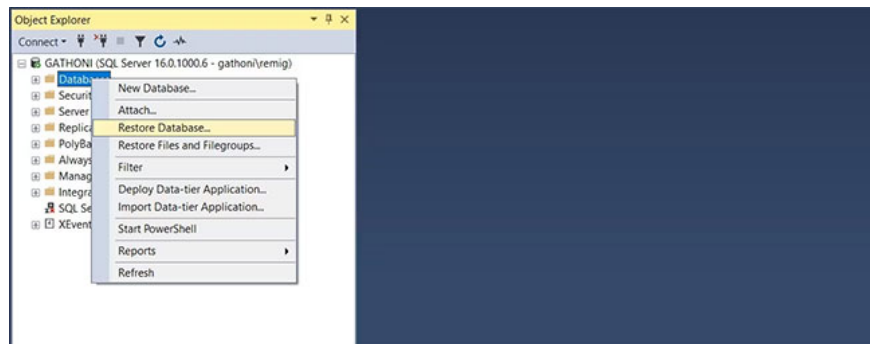 Object Explorer
Connect
GATHONI (SQL Server 16.0.1000.6 - gathoni\remig)
Databases
Securit
Server
Replica
PolyBa
Always
Manag
Integra
SQL Se
XEvent
New Database...
Attach...
Restore Database...
Restore Files and Filegroups...
Filter
Deploy Data-tier Application...
Import Data-tier Application...
Start PowerShell
Reports
Refresh